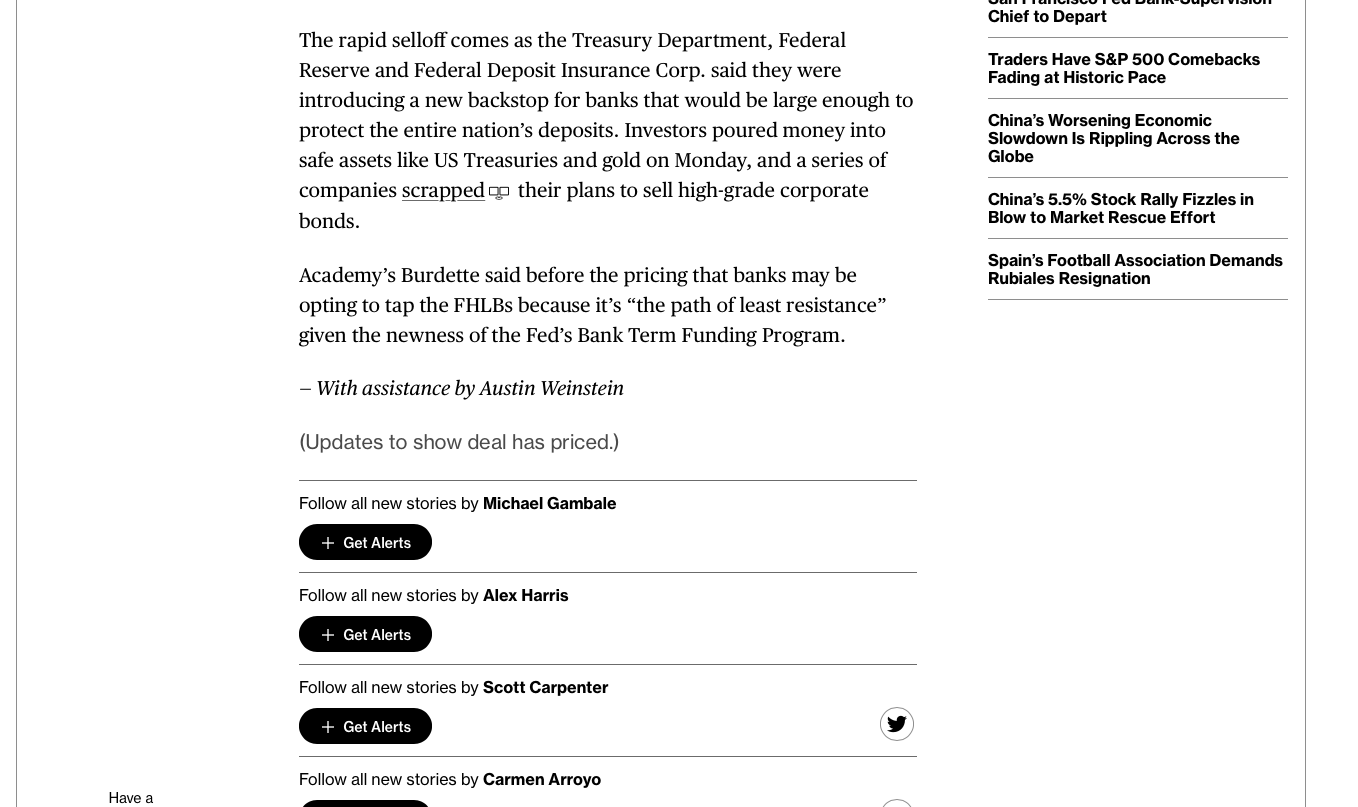 The rapid selloff comes as the Treasury Department, Federal
Reserve and Federal Deposit Insurance Corp. said they were
introducing a new backstop for banks that would be large enough to
protect the entire nation’s deposits. Investors poured money into
safe assets like US Treasuries and gold on Monday, and a series of
companies scrapped their plans to sell high-grade corporate
bonds.
Academy’s Burdette said before the pricing that banks may be
opting to tap the FHLBs because it’s “the path of least resistance”
given the newness of the Fed’s Bank Term Funding Program.
– With assistance by Austin Weinstein
(Updates to show deal has priced.)
Follow all new stories by Michael Gambale
+ Get Alerts
Follow all new stories by Alex Harris
+ Get Alerts
Follow all new stories by Scott Carpenter
+ Get Alerts
Follow all new stories by Carmen Arroyo
Have a
San Francisco Fed Bank-Supervision
Chief to Depart
Traders Have S&P 500 Comebacks
Fading at Historic Pace
China’s Worsening Economic
Slowdown Is Rippling Across the
Globe
China’s 5.5% Stock Rally Fizzles in
Blow to Market Rescue Effort
Spain’s Football Association Demands
Rubiales Resignation